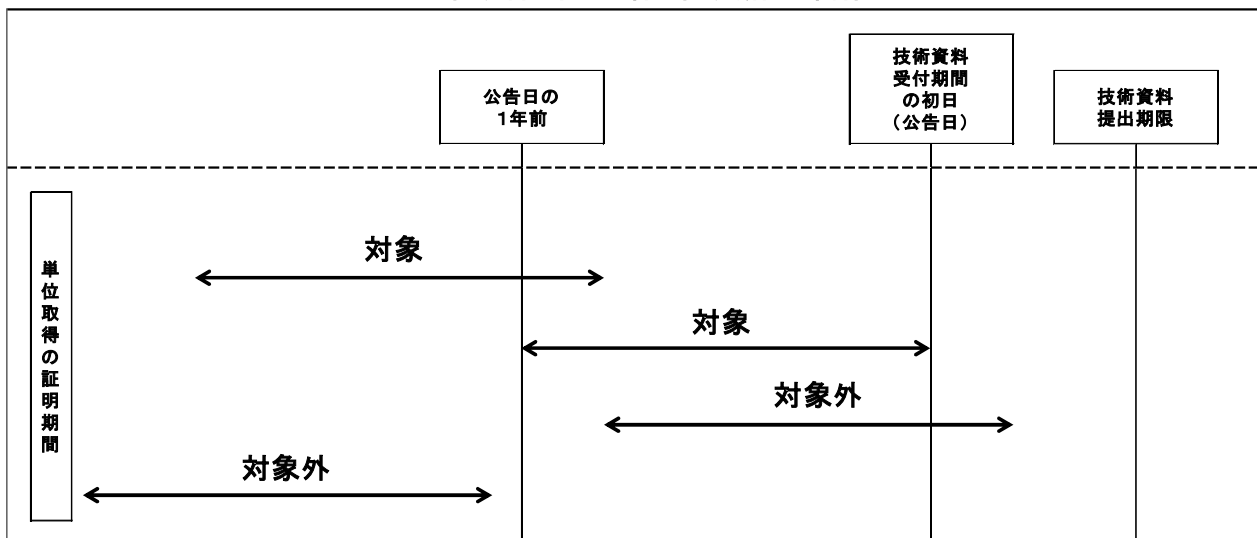 公告日の
1年前
技術資料
受付期間
の初日
(公告日)
技術資料
提出期限
単位取得の証明期間
対象
対象
対象外
対象外